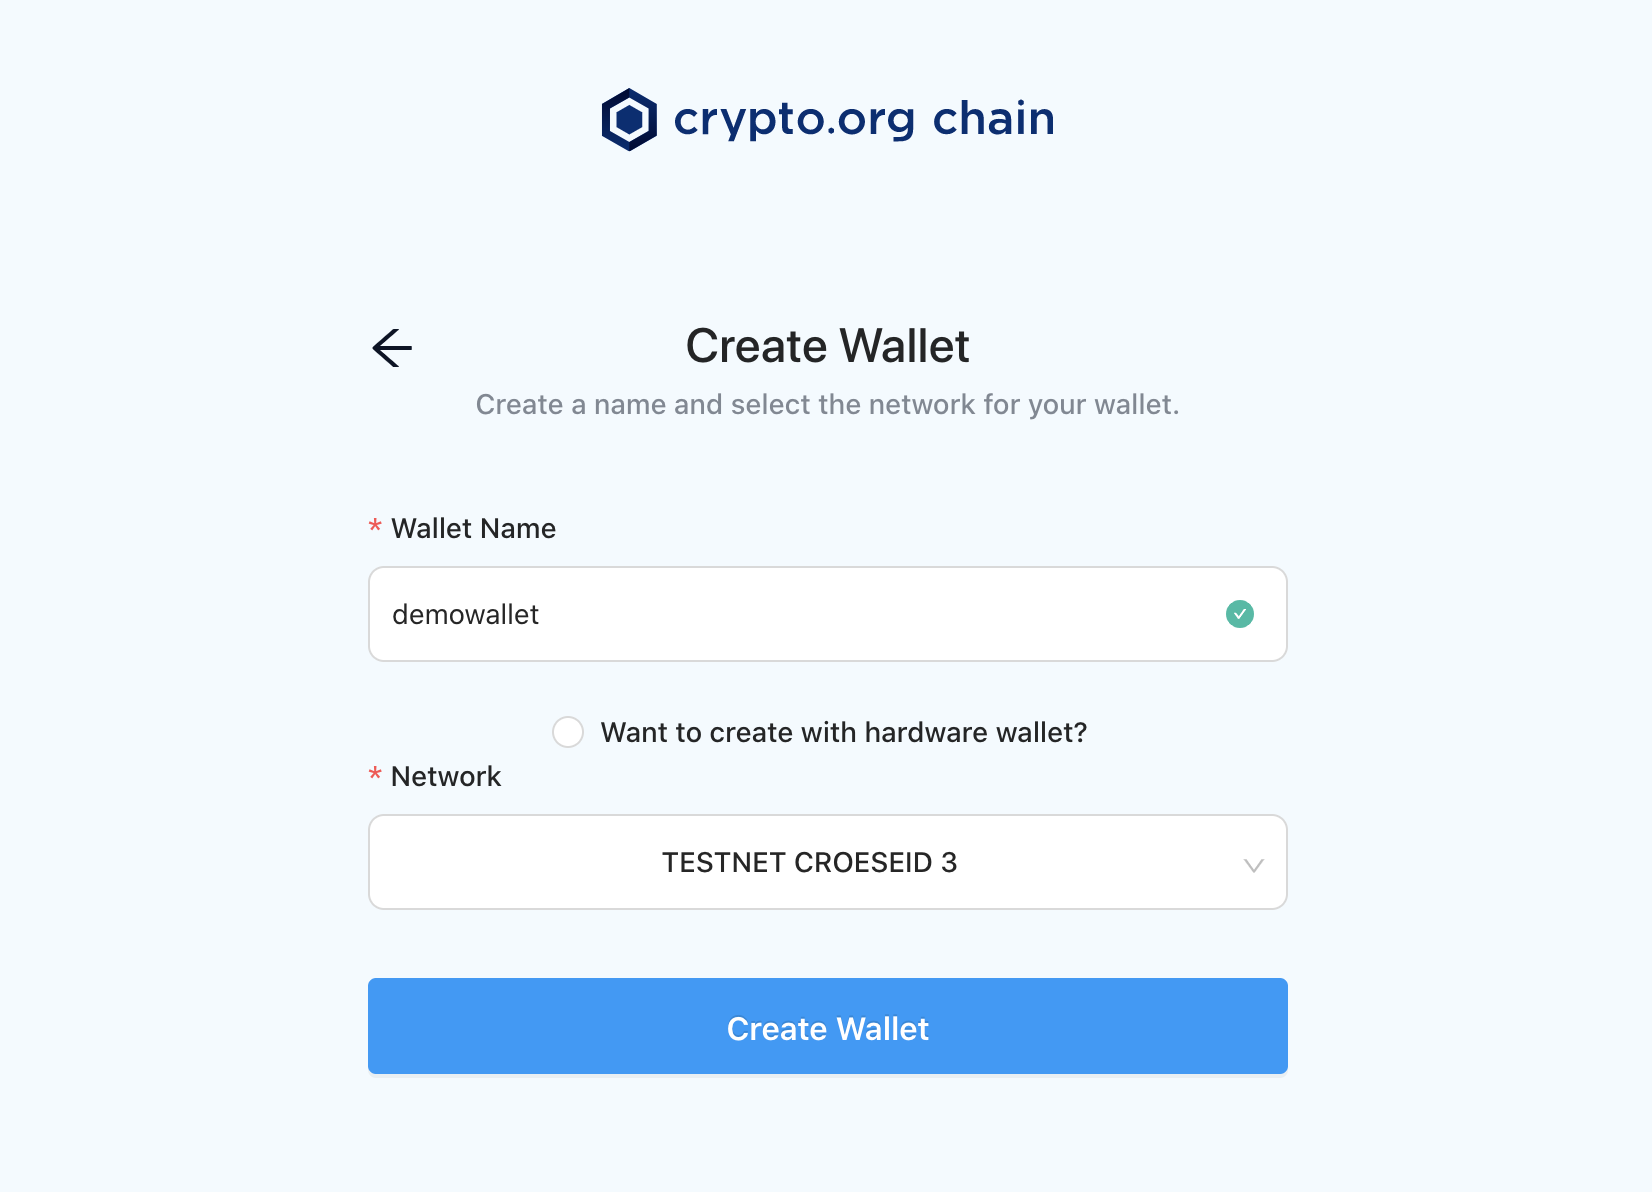 crypto.org chain
Create Wallet
Create a name and select the network for your wallet.
* Wallet Name
demowallet
Want to create with hardware wallet?
* Network
TESTNET CROESEID 3
Create Wallet